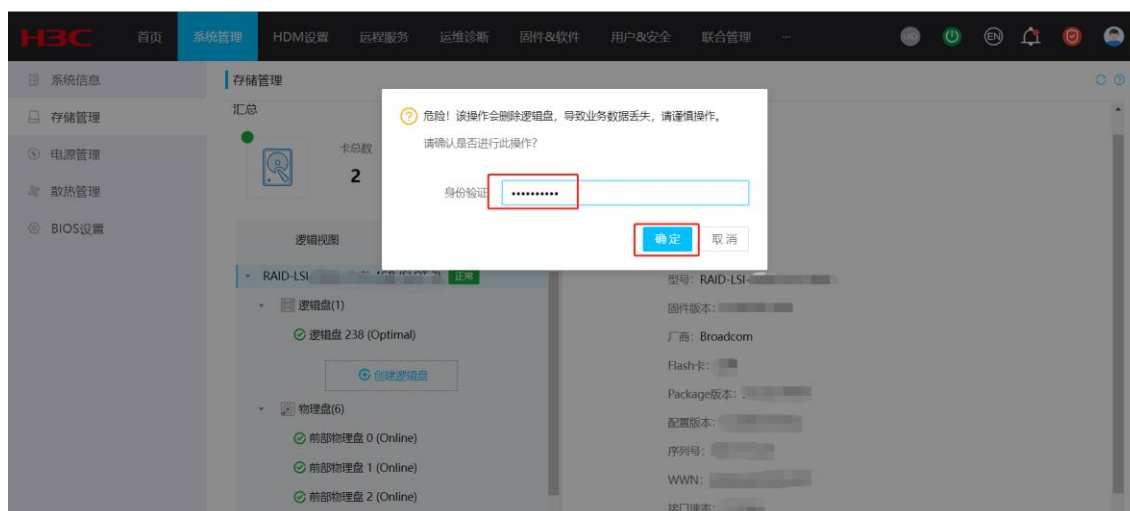 H3C 首页 系统管理 HDM设置 远程服务 运维诊断 固件&软件 用户&安全 联合管理 ... UID EN
系统信息
存储管理
电源管理
散热管理
BIOS设置
存储管理
汇总
卡总数
2
危险!该操作会删除逻辑盘,导致业务数据丢失,请谨慎操作。
请确认是否进行此操作?
身份验证 ••••••••••
确定 取消
逻辑视图
RAID-LSI 正常
逻辑盘(1)
逻辑盘 238 (Optimal)
创建逻辑盘
物理盘(6)
前部物理盘 0 (Online)
前部物理盘 1 (Online)
前部物理盘 2 (Online)
型号: RAID-LSI-
固件版本:
厂商: Broadcom
Flash卡:
Package版本:
配置版本:
序列号:
WWN:
接口速率: